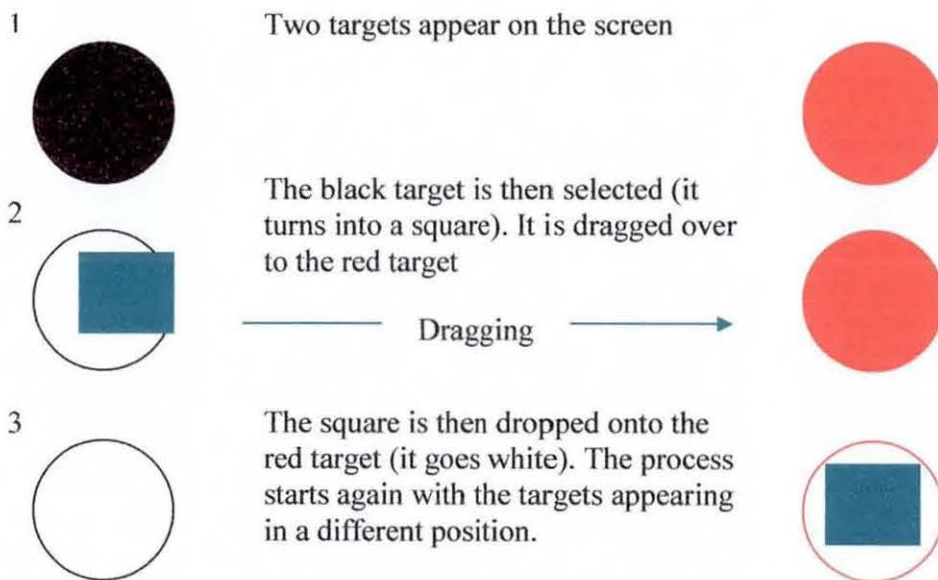 1
Two targets appear on the screen
2
The black target is then selected (it
turns into a square). It is dragged over
to the red target
Dragging
3
The square is then dropped onto the
red target (it goes white). The process
starts again with the targets appearing
in a different position.